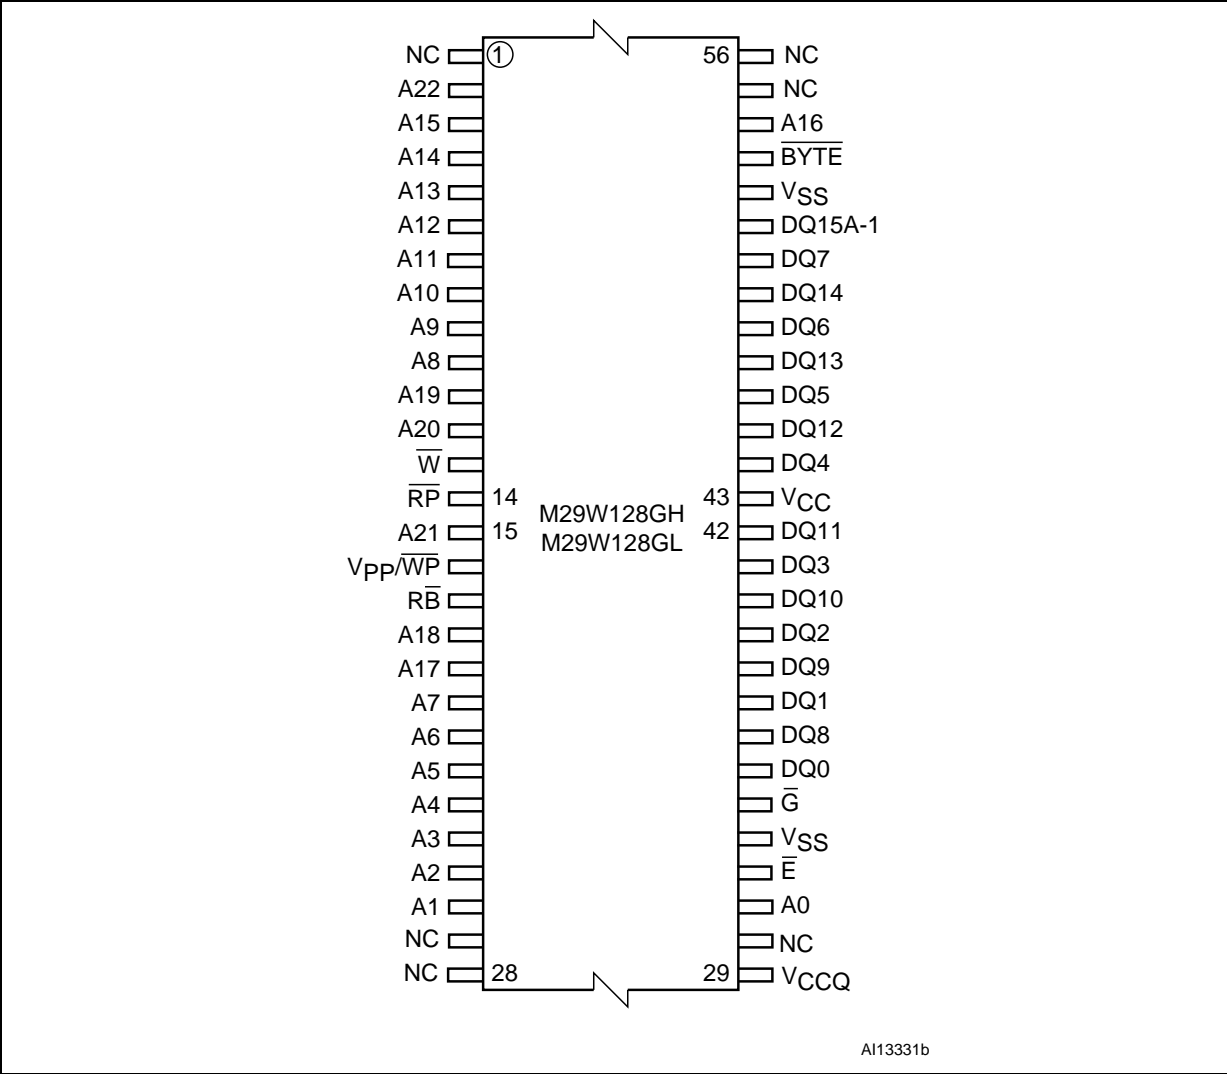 NC 1 56 NC
A22 NC
A15 A16
A14 B̅Y̅T̅E̅
A13 VSS
A12 DQ15A-1
A11 DQ7
A10 DQ14
A9 DQ6
A8 DQ13
A19 DQ5
A20 DQ12
W̅ DQ4
R̅P̅ 14 43 VCC
M29W128GH
A21 15 42 DQ11
M29W128GL
VPP/W̅P̅ DQ3
RB̅ DQ10
A18 DQ2
A17 DQ9
A7 DQ1
A6 DQ8
A5 DQ0
A4 G̅
A3 VSS
A2 E̅
A1 A0
NC NC
NC 28 29 VCCQ
AI13331b